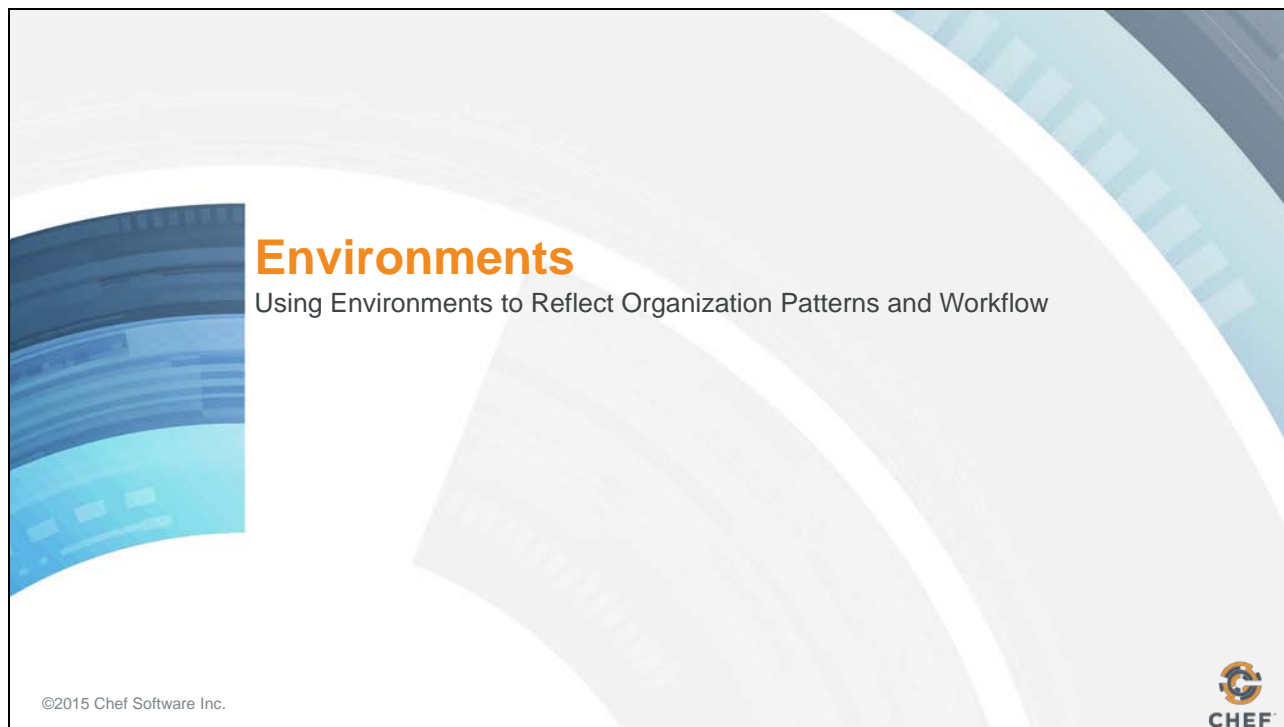 Environments
Using Environments to Reflect Organization Patterns and Workflow
©2015 Chef Software Inc.
CHEF